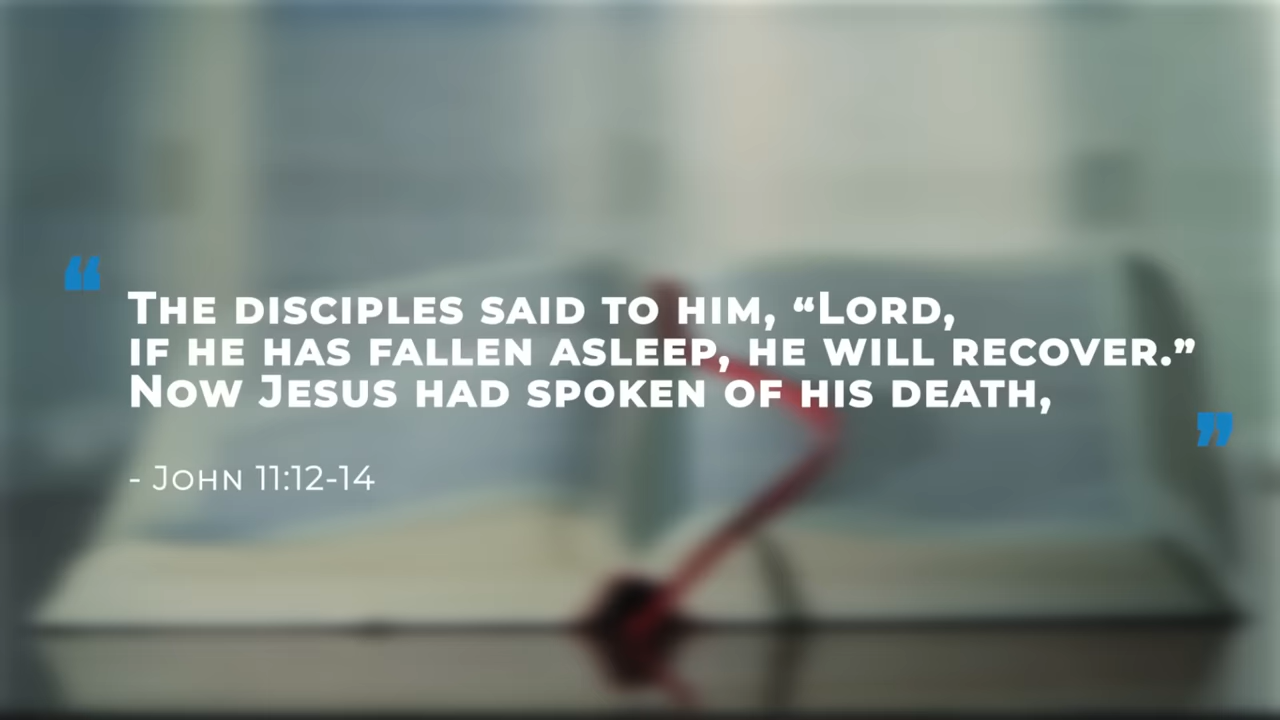 “
The disciples said to him, “Lord,
if he has fallen asleep, he will recover.”
Now Jesus had spoken of his death,
”
- John 11:12-14